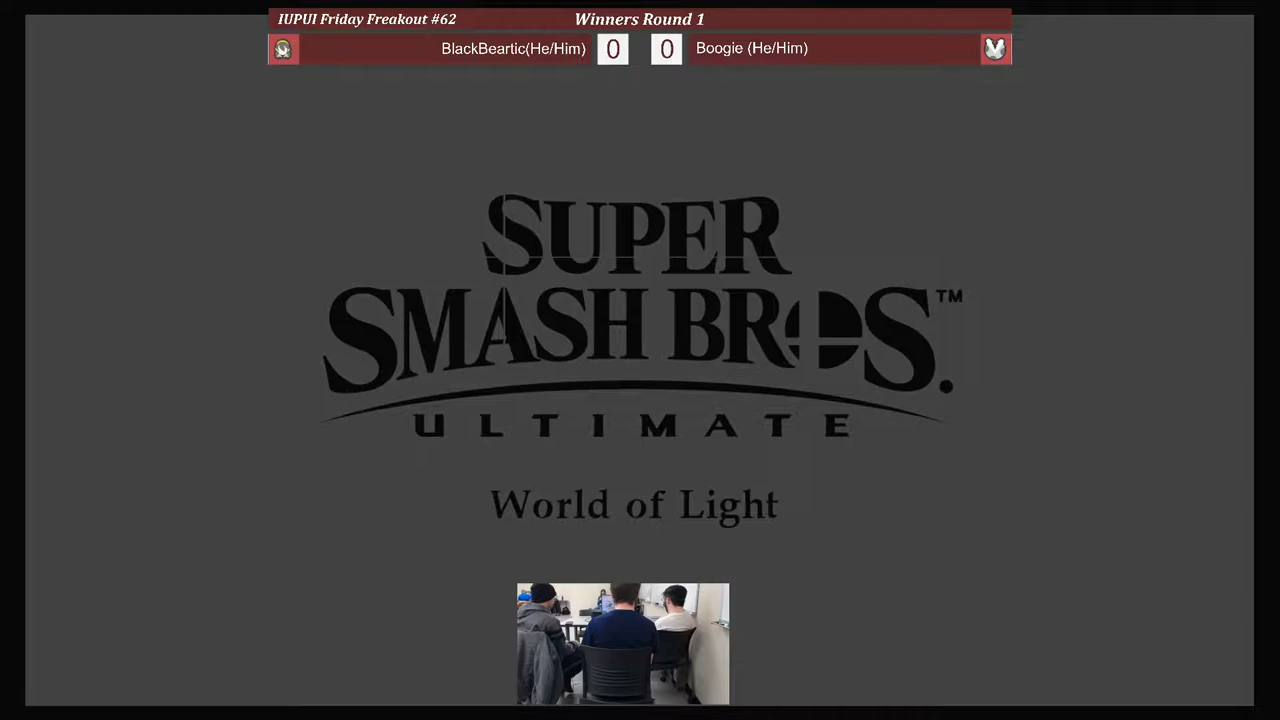 IUPUI Friday Freakout #62 Winners Round 1
BlackBeartic(He/Him) 0 0 Boogie (He/Him)
SUPER
SMASH BROS.™
ULTIMATE
World of Light